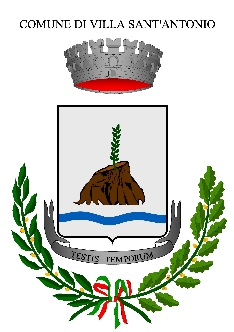 COMUNE DI VILLA SANT'ANTONIO
TESTIS TEMPORUM